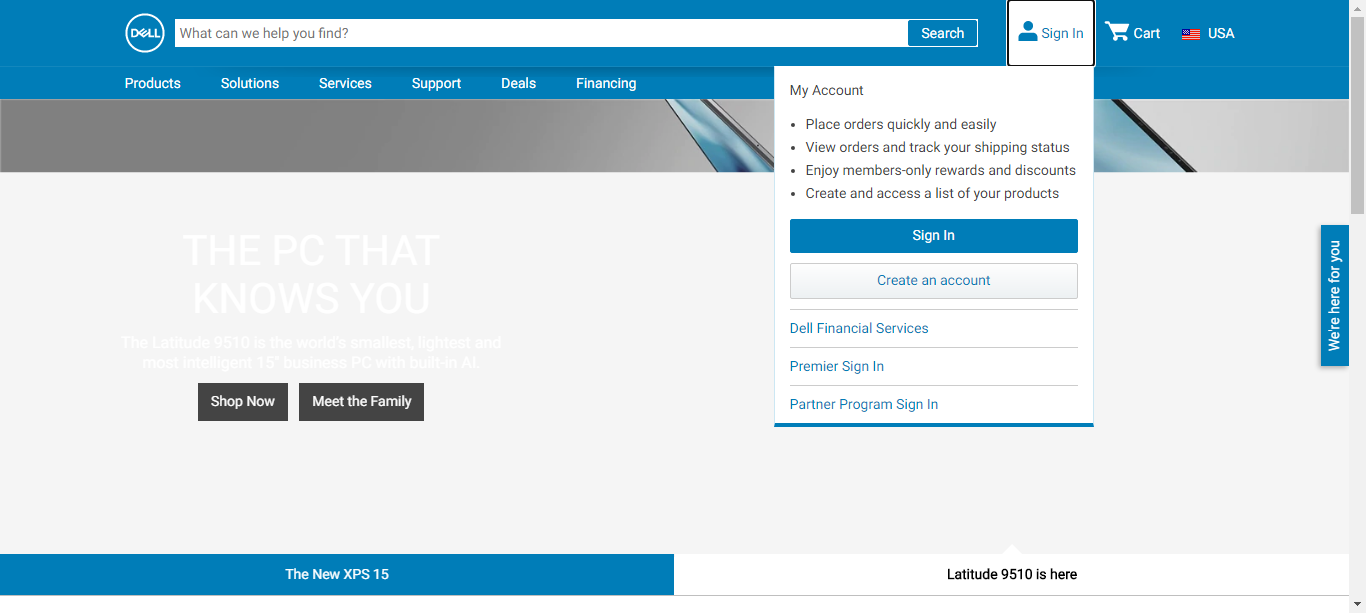 DELL
What can we help you find?
Search
Sign In
Cart
USA
Products
Solutions
Services
Support
Deals
Financing
My Account
Place orders quickly and easily
View orders and track your shipping status
Enjoy members-only rewards and discounts
Create and access a list of your products
Sign In
Create an account
Dell Financial Services
Premier Sign In
Partner Program Sign In
We're here for you
THE PC THAT
KNOWS YOU
The Latitude 9510 is the world's smallest, lightest and
most intelligent 15" business PC with built-in AI.
Shop Now
Meet the Family
The New XPS 15
Latitude 9510 is here